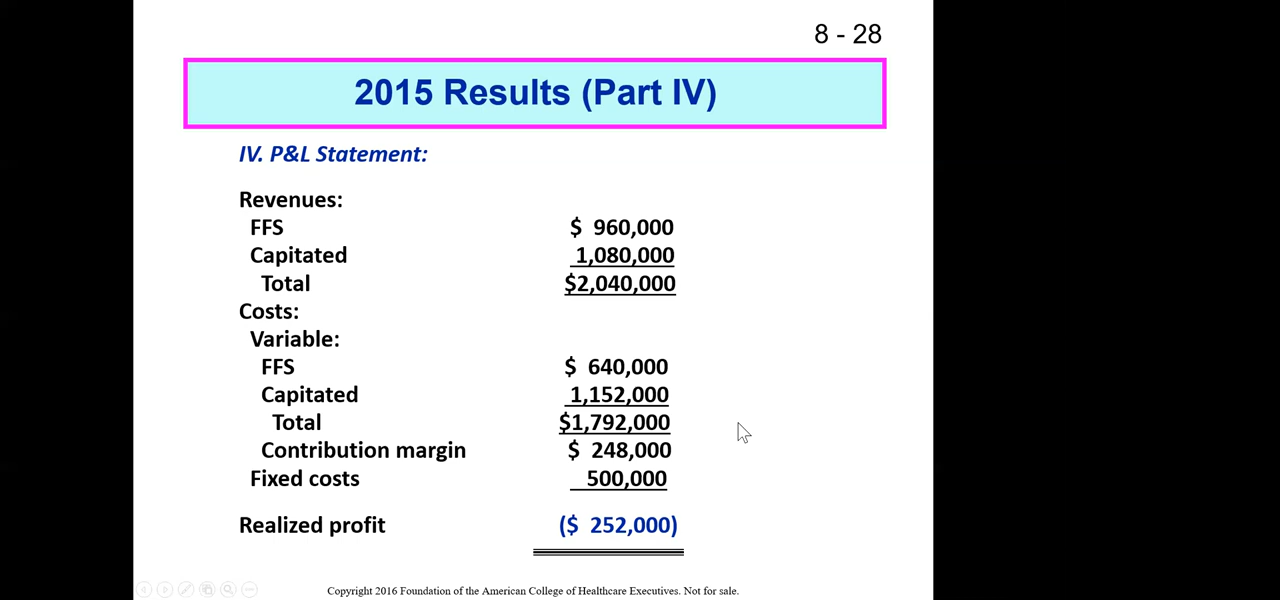 8 - 28
2015 Results (Part IV)
IV. P&L Statement:
Revenues:
FFS $ 960,000
Capitated 1,080,000
Total $2,040,000
Costs:
Variable:
FFS $ 640,000
Capitated 1,152,000
Total $1,792,000
Contribution margin $ 248,000
Fixed costs 500,000
Realized profit ($ 252,000)
Copyright 2016 Foundation of the American College of Healthcare Executives. Not for sale.